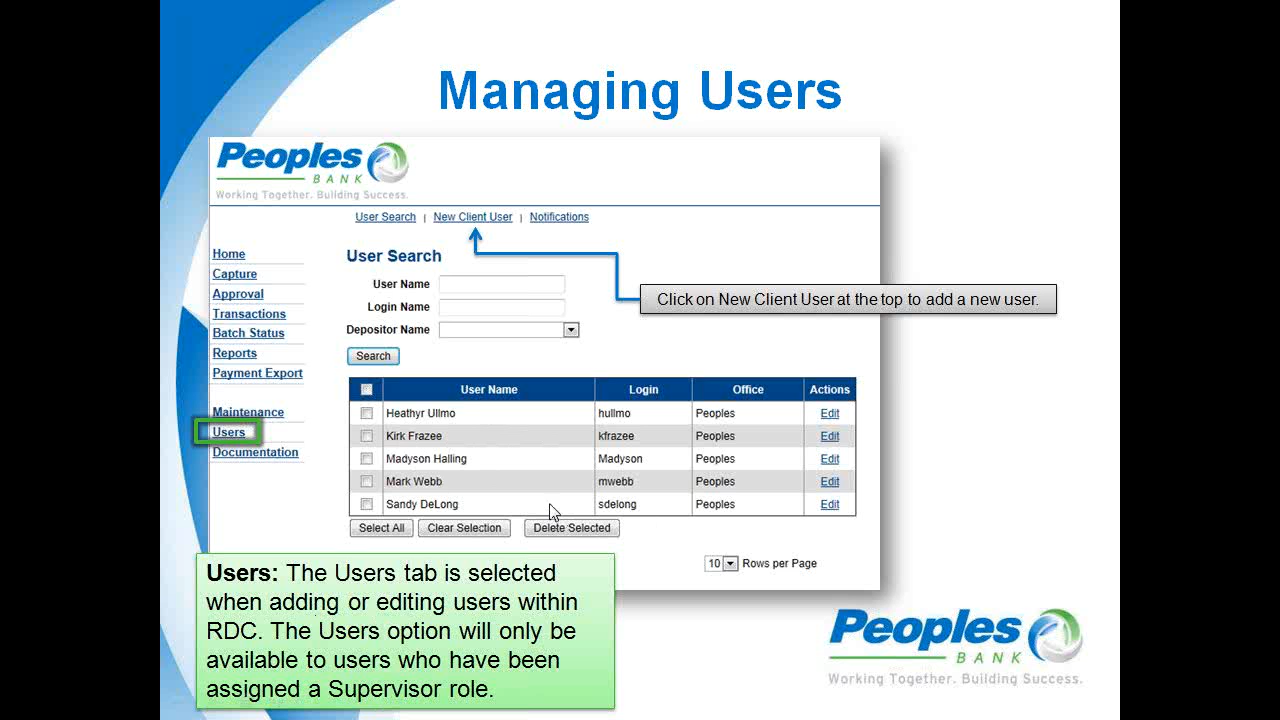 Managing Users
Peoples
BANK
Working Together. Building Success.
User Search | New Client User | Notifications
Home
Capture
Approval
Transactions
Batch Status
Reports
Payment Export
Maintenance
Users
Documentation
User Search
User Name
Login Name
Depositor Name
Search
Click on New Client User at the top to add a new user.
User Name Login Office Actions
Heathyr Ullmo hullmo Peoples Edit
Kirk Frazee kfrazee Peoples Edit
Madyson Halling Madyson Peoples Edit
Mark Webb mwebb Peoples Edit
Sandy DeLong sdelong Peoples Edit
Select All Clear Selection Delete Selected
10 Rows per Page
Users: The Users tab is selected
when adding or editing users within
RDC. The Users option will only be
available to users who have been
assigned a Supervisor role.
Peoples
BANK
Working Together. Building Success.